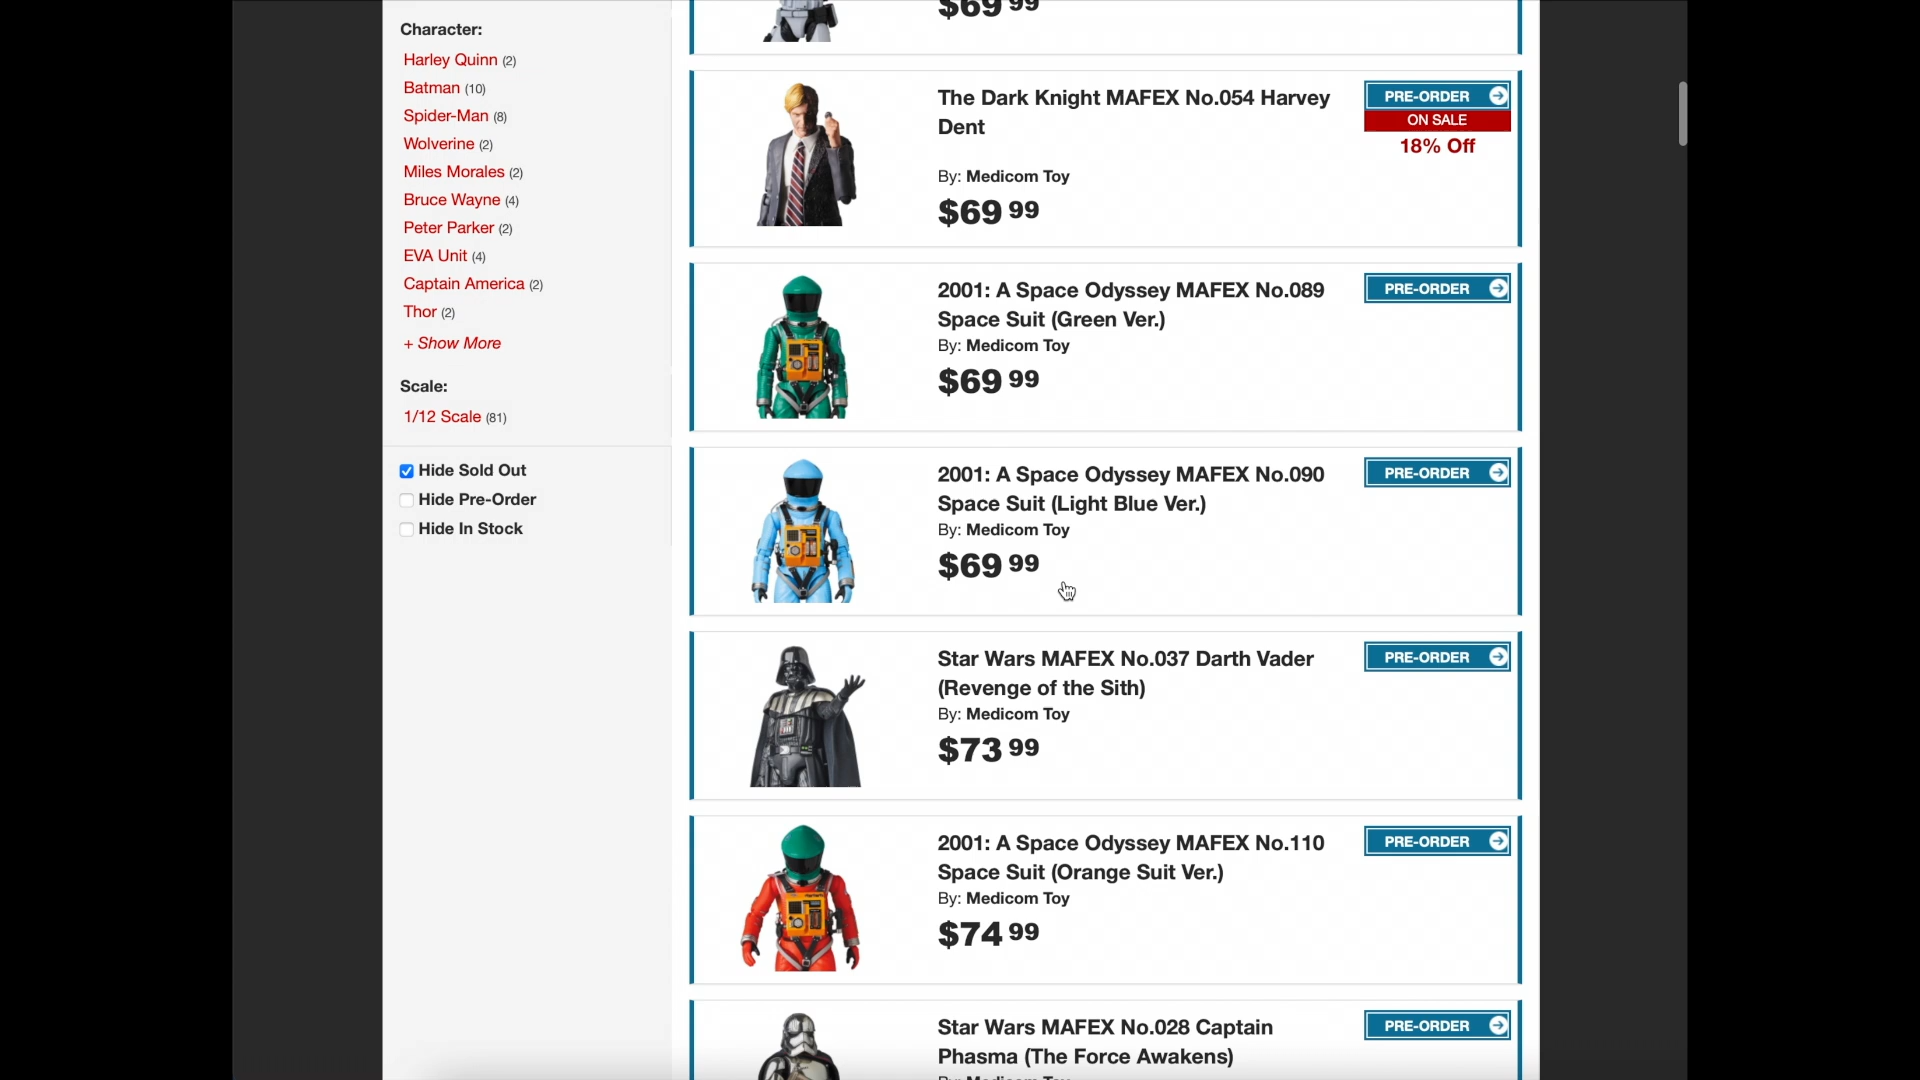 Character:
Harley Quinn (2)
Batman (10)
Spider-Man (8)
Wolverine (2)
Miles Morales (2)
Bruce Wayne (4)
Peter Parker (2)
EVA Unit (4)
Captain America (2)
Thor (2)
+ Show More
Scale:
1/12 Scale (81)
Hide Sold Out
Hide Pre-Order
Hide In Stock
$69 99
The Dark Knight MAFEX No.054 Harvey
Dent
By: Medicom Toy
$69 99
PRE-ORDER
ON SALE
18% Off
2001: A Space Odyssey MAFEX No.089
Space Suit (Green Ver.)
By: Medicom Toy
$69 99
PRE-ORDER
2001: A Space Odyssey MAFEX No.090
Space Suit (Light Blue Ver.)
By: Medicom Toy
$69 99
PRE-ORDER
Star Wars MAFEX No.037 Darth Vader
(Revenge of the Sith)
By: Medicom Toy
$73 99
PRE-ORDER
2001: A Space Odyssey MAFEX No.110
Space Suit (Orange Suit Ver.)
By: Medicom Toy
$74 99
PRE-ORDER
Star Wars MAFEX No.028 Captain
Phasma (The Force Awakens)
By: Medicom Toy
PRE-ORDER